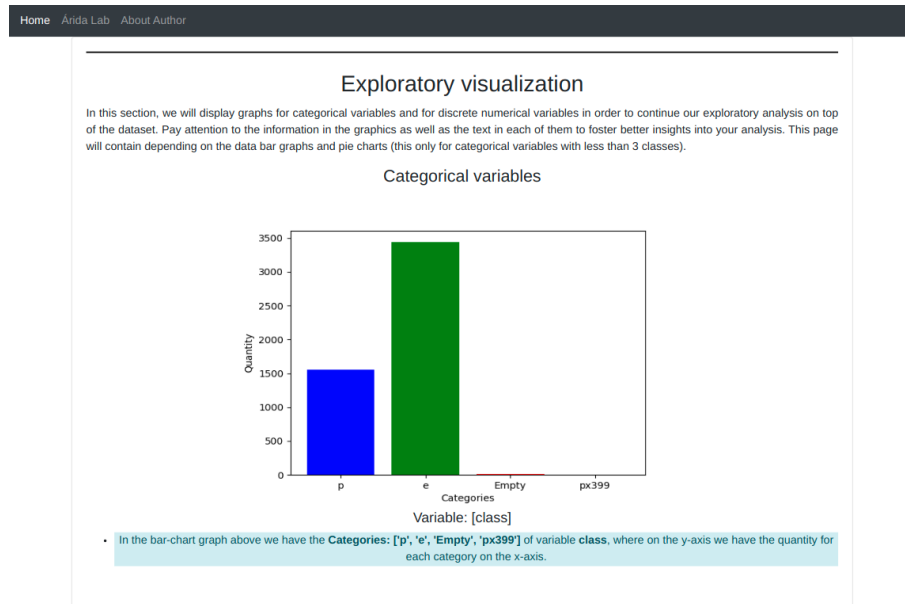 Home Árida Lab About Author
Exploratory visualization
In this section, we will display graphs for categorical variables and for discrete numerical variables in order to continue our exploratory analysis on top
of the dataset. Pay attention to the information in the graphics as well as the text in each of them to foster better insights into your analysis. This page
will contain depending on the data bar graphs and pie charts (this only for categorical variables with less than 3 classes).
Categorical variables
3500
3000
2500
2000
1500
1000
500
0
Quantity
p e Empty px399
Categories
Variable: [class]
• In the bar-chart graph above we have the Categories: ['p', 'e', 'Empty', 'px399'] of variable class, where on the y-axis we have the quantity for
each category on the x-axis.